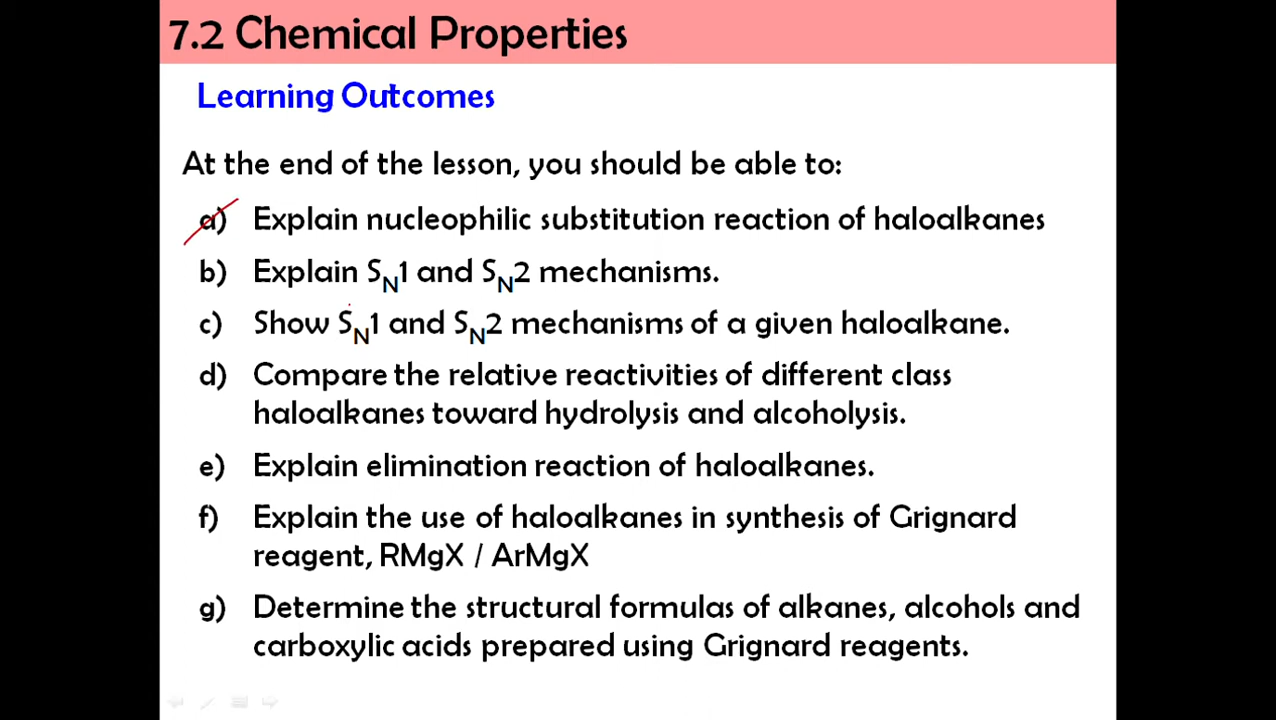 7.2 Chemical Properties
Learning Outcomes
At the end of the lesson, you should be able to:
a) Explain nucleophilic substitution reaction of haloalkanes
b) Explain SN1 and SN2 mechanisms.
c) Show SN1 and SN2 mechanisms of a given haloalkane.
d) Compare the relative reactivities of different class
haloalkanes toward hydrolysis and alcoholysis.
e) Explain elimination reaction of haloalkanes.
f) Explain the use of haloalkanes in synthesis of Grignard
reagent, RMgX / ArMgX
g) Determine the structural formulas of alkanes, alcohols and
carboxylic acids prepared using Grignard reagents.